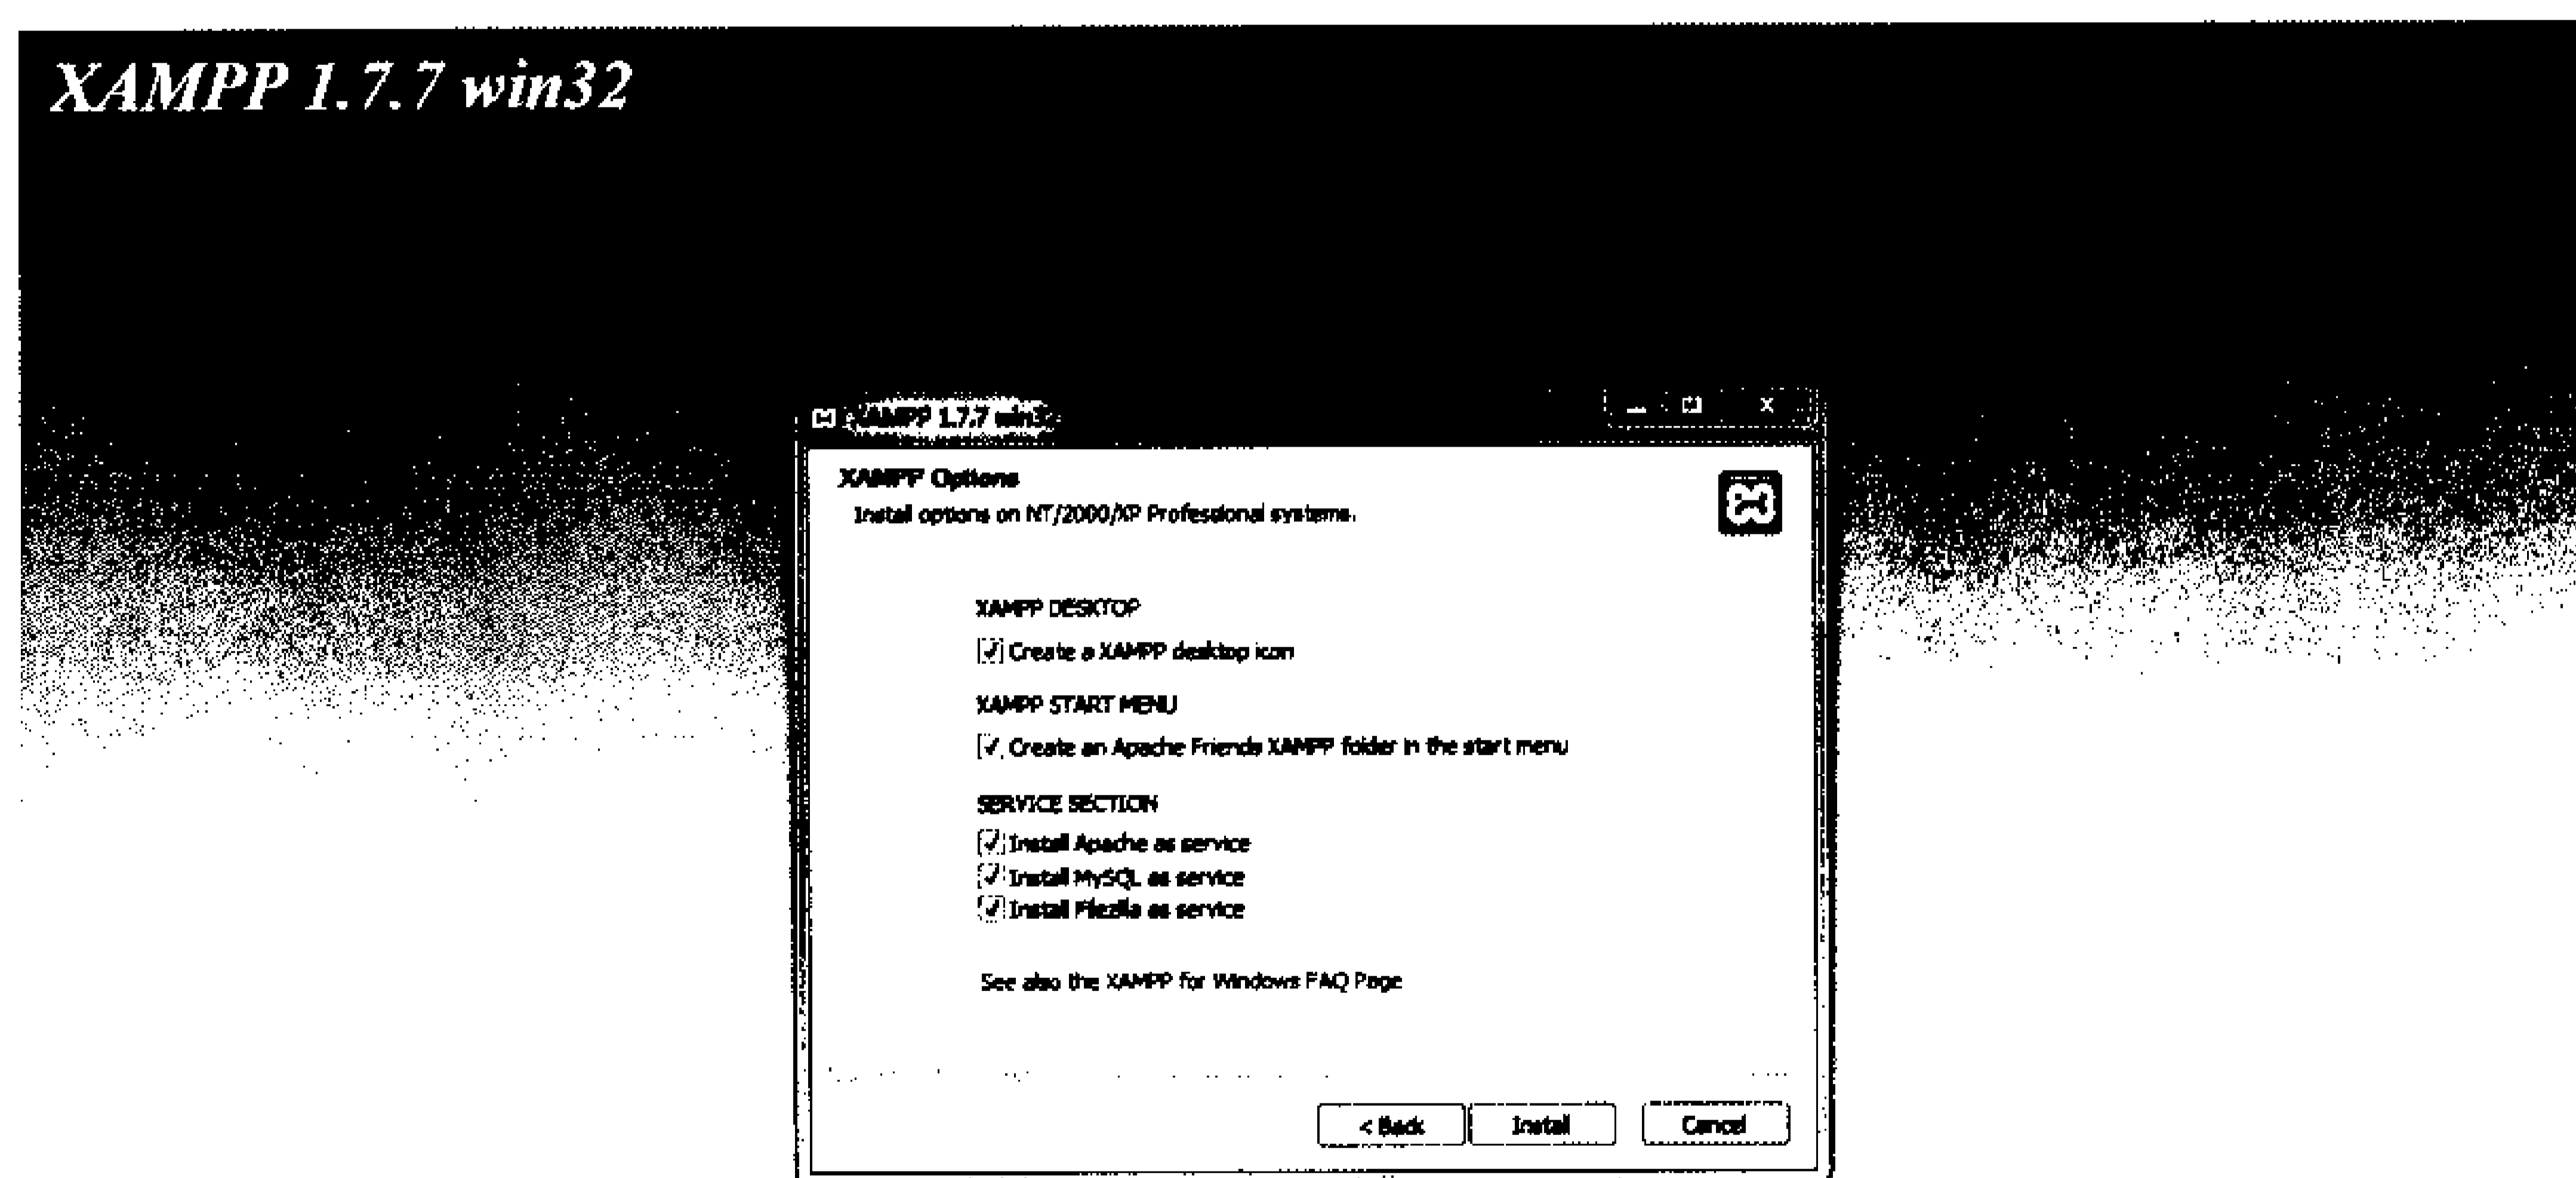 XAMPP 1.7.7 win32
XAMPP 1.7.7 win32
XAMPP Options
Install options on NT/2000/XP Professional systems.
XAMPP DESKTOP
Create a XAMPP desktop icon
XAMPP START MENU
Create an Apache Friends XAMPP folder in the start menu
SERVICE SECTION
Install Apache as service
Install MySQL as service
Install Filezilla as service
See also the XAMPP for Windows FAQ Page
< Back
Install
Cancel